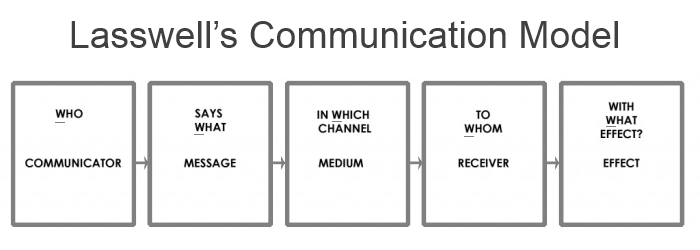 Lasswell’s Communication Model
WHO
COMMUNICATOR
SAYS
WHAT
MESSAGE
IN WHICH
CHANNEL
MEDIUM
TO
WHOM
RECEIVER
WITH
WHAT
EFFECT?
EFFECT